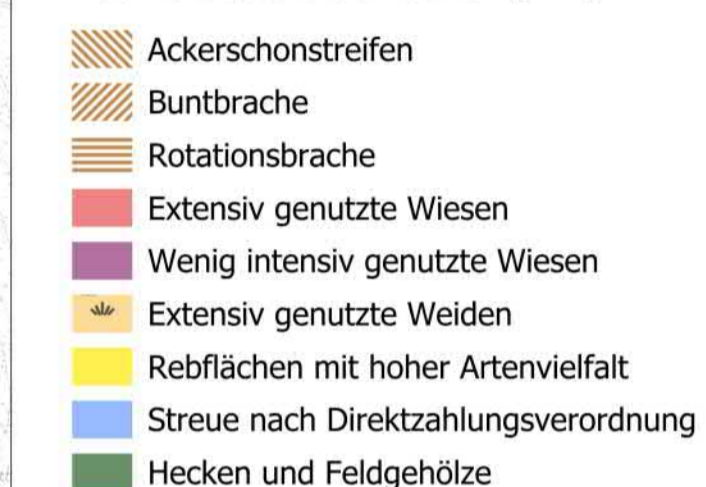 Ackerschonstreifen
Buntbrache
Rotationsbrache
Extensiv genutzte Wiesen
Wenig intensiv genutzte Wiesen
Extensiv genutzte Weiden
Rebflächen mit hoher Artenvielfalt
Streue nach Direktzahlungsverordnung
Hecken und Feldgehölze